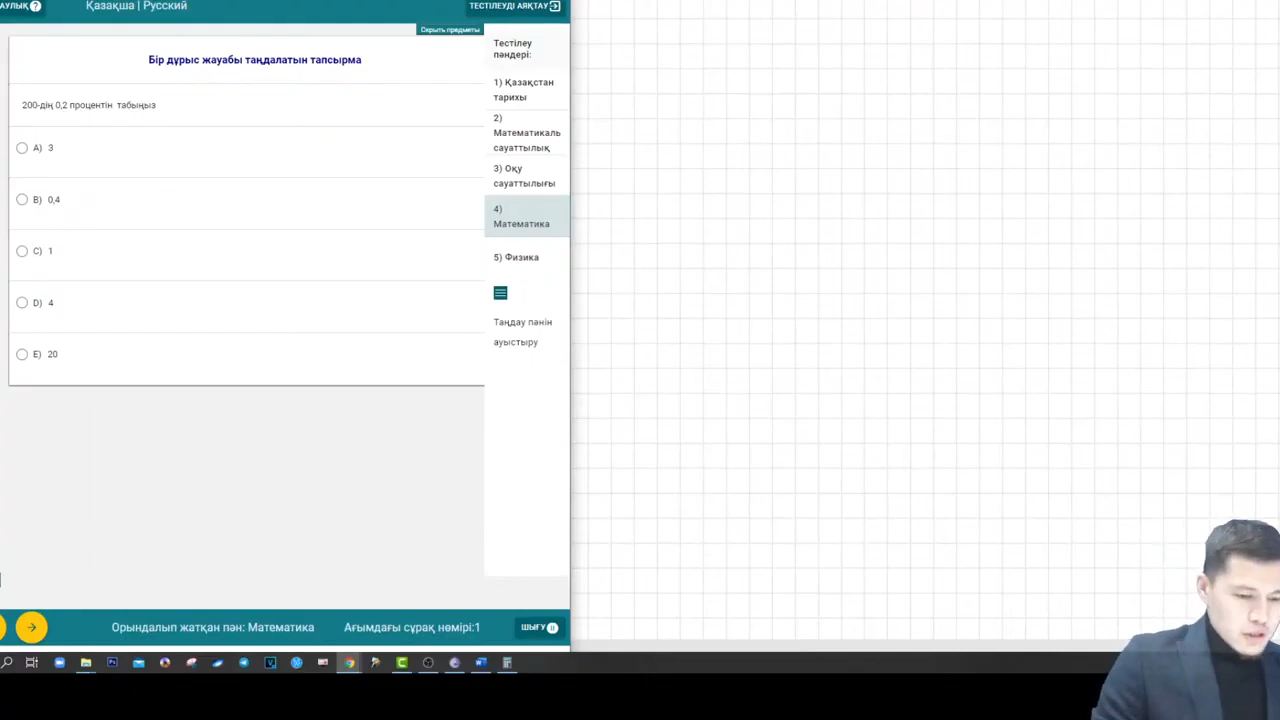 АУЛЫҚ ?
Қазақша | Русский
ТЕСТІЛЕУДІ АЯҚТАУ
Скрыть предметы
Бір дұрыс жауабы таңдалатын тапсырма
200-дің 0,2 процентін табыңыз
A) 3
B) 0,4
C) 1
D) 4
E) 20
Тестілеу
пәндері:
1) Қазақстан
тарихы
2)
Математикалық
сауаттылық
3) Оқу
сауаттылығы
4)
Математика
5) Физика
Таңдау пәнін
ауыстыру
Орындалып жатқан пән: Математика
Ағымдағы сұрақ нөмірі:1
ШЫҒУ